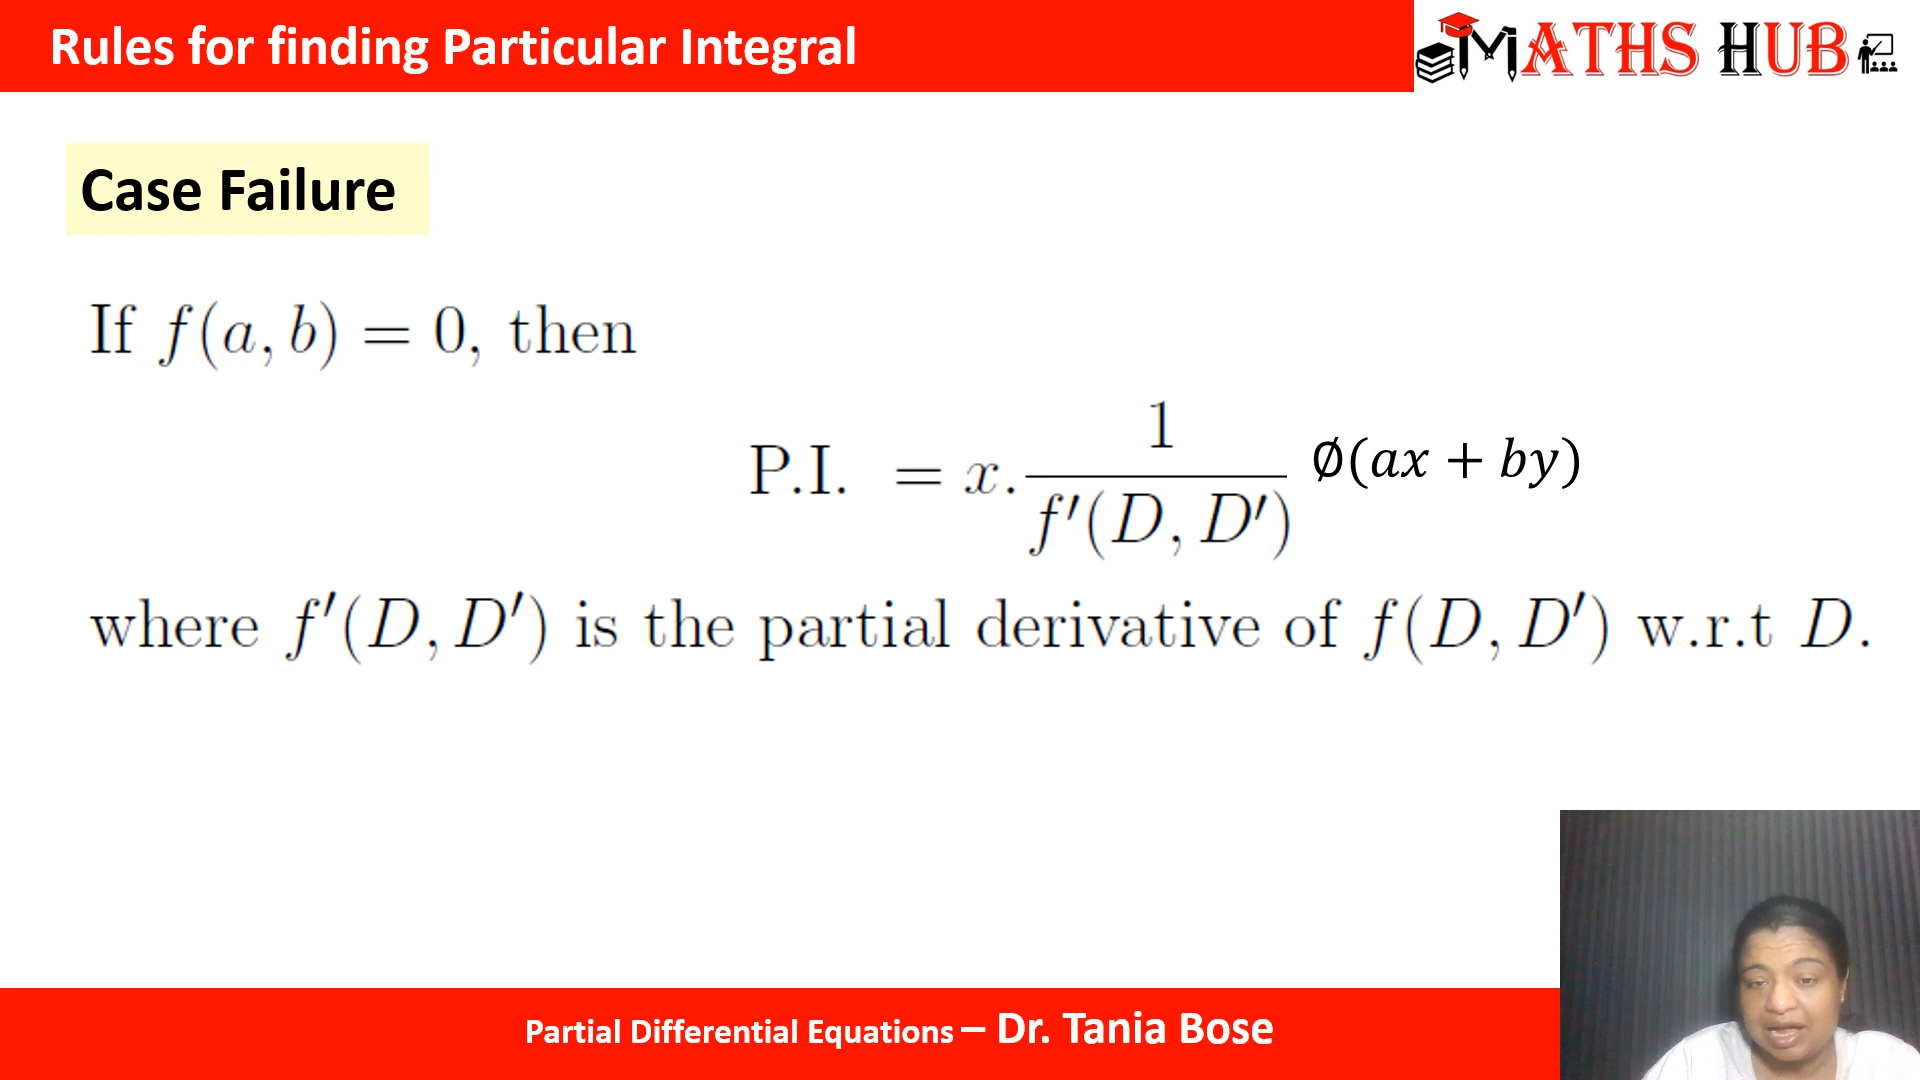 Rules for finding Particular Integral
MATHS HUB
Case Failure
If f(a, b) = 0, then
P.I. = x. 1/f′(D, D′) ∅(ax + by)
where f′(D, D′) is the partial derivative of f(D, D′) w.r.t D.
Partial Differential Equations – Dr. Tania Bose